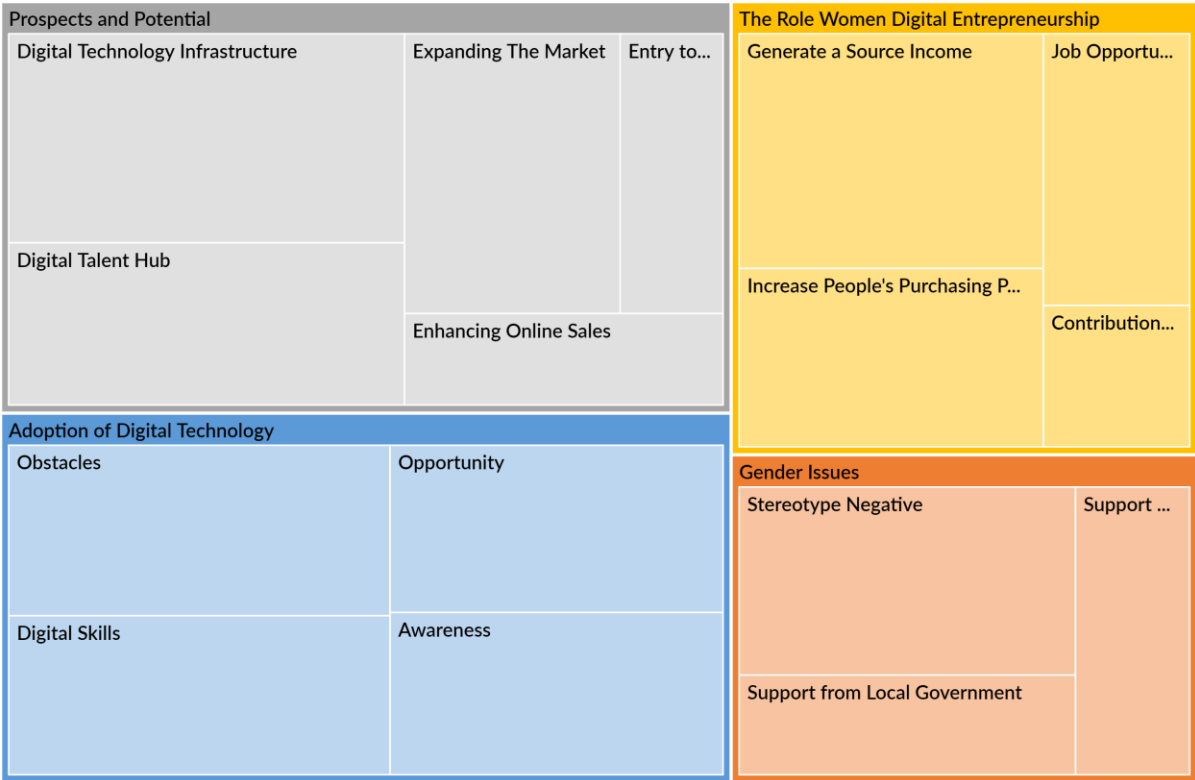 Prospects and Potential
Digital Technology Infrastructure
Expanding The Market
Entry to...
Digital Talent Hub
Enhancing Online Sales
The Role Women Digital Entrepreneurship
Generate a Source Income
Job Opportu...
Increase People's Purchasing P...
Contribution...
Adoption of Digital Technology
Obstacles
Opportunity
Digital Skills
Awareness
Gender Issues
Stereotype Negative
Support ...
Support from Local Government